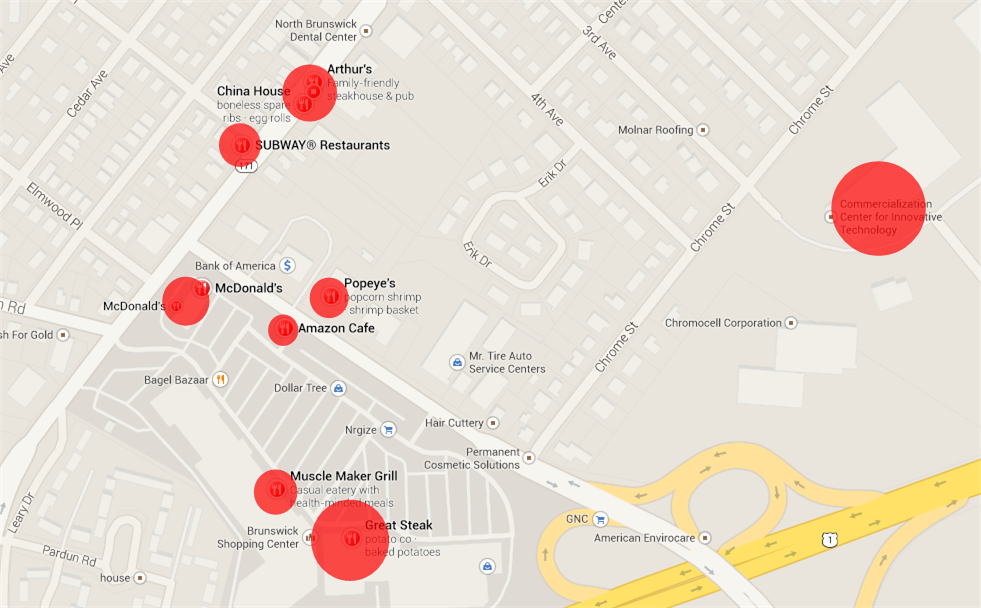 North Brunswick
Dental Center
Center
3rd Ave
Ave
Cedar Ave
Arthur's
Family-friendly
steakhouse & pub
China House
boneless spare
ribs · egg rolls
4th Ave
Chrome St
Molnar Roofing
SUBWAY® Restaurants
171
Erik Dr
Elmwood Pl
Commercialization
Center for Innovative
Technology
Chrome St
Erik Dr
Bank of America
$
McDonald's
McDonald's
Popeye's
popcorn shrimp
shrimp basket
n Rd
sh For Gold
Amazon Cafe
Chromocell Corporation
Chrome St
Mr. Tire Auto
Service Centers
Bagel Bazaar
Dollar Tree
Nrgize
Hair Cuttery
Permanent
Cosmetic Solutions
Muscle Maker Grill
Casual eatery with
health-minded meals
Leary Dr
Great Steak
potato co ·
baked potatoes
Brunswick
Shopping Center
GNC
American Envirocare
1
Pardun Rd
house